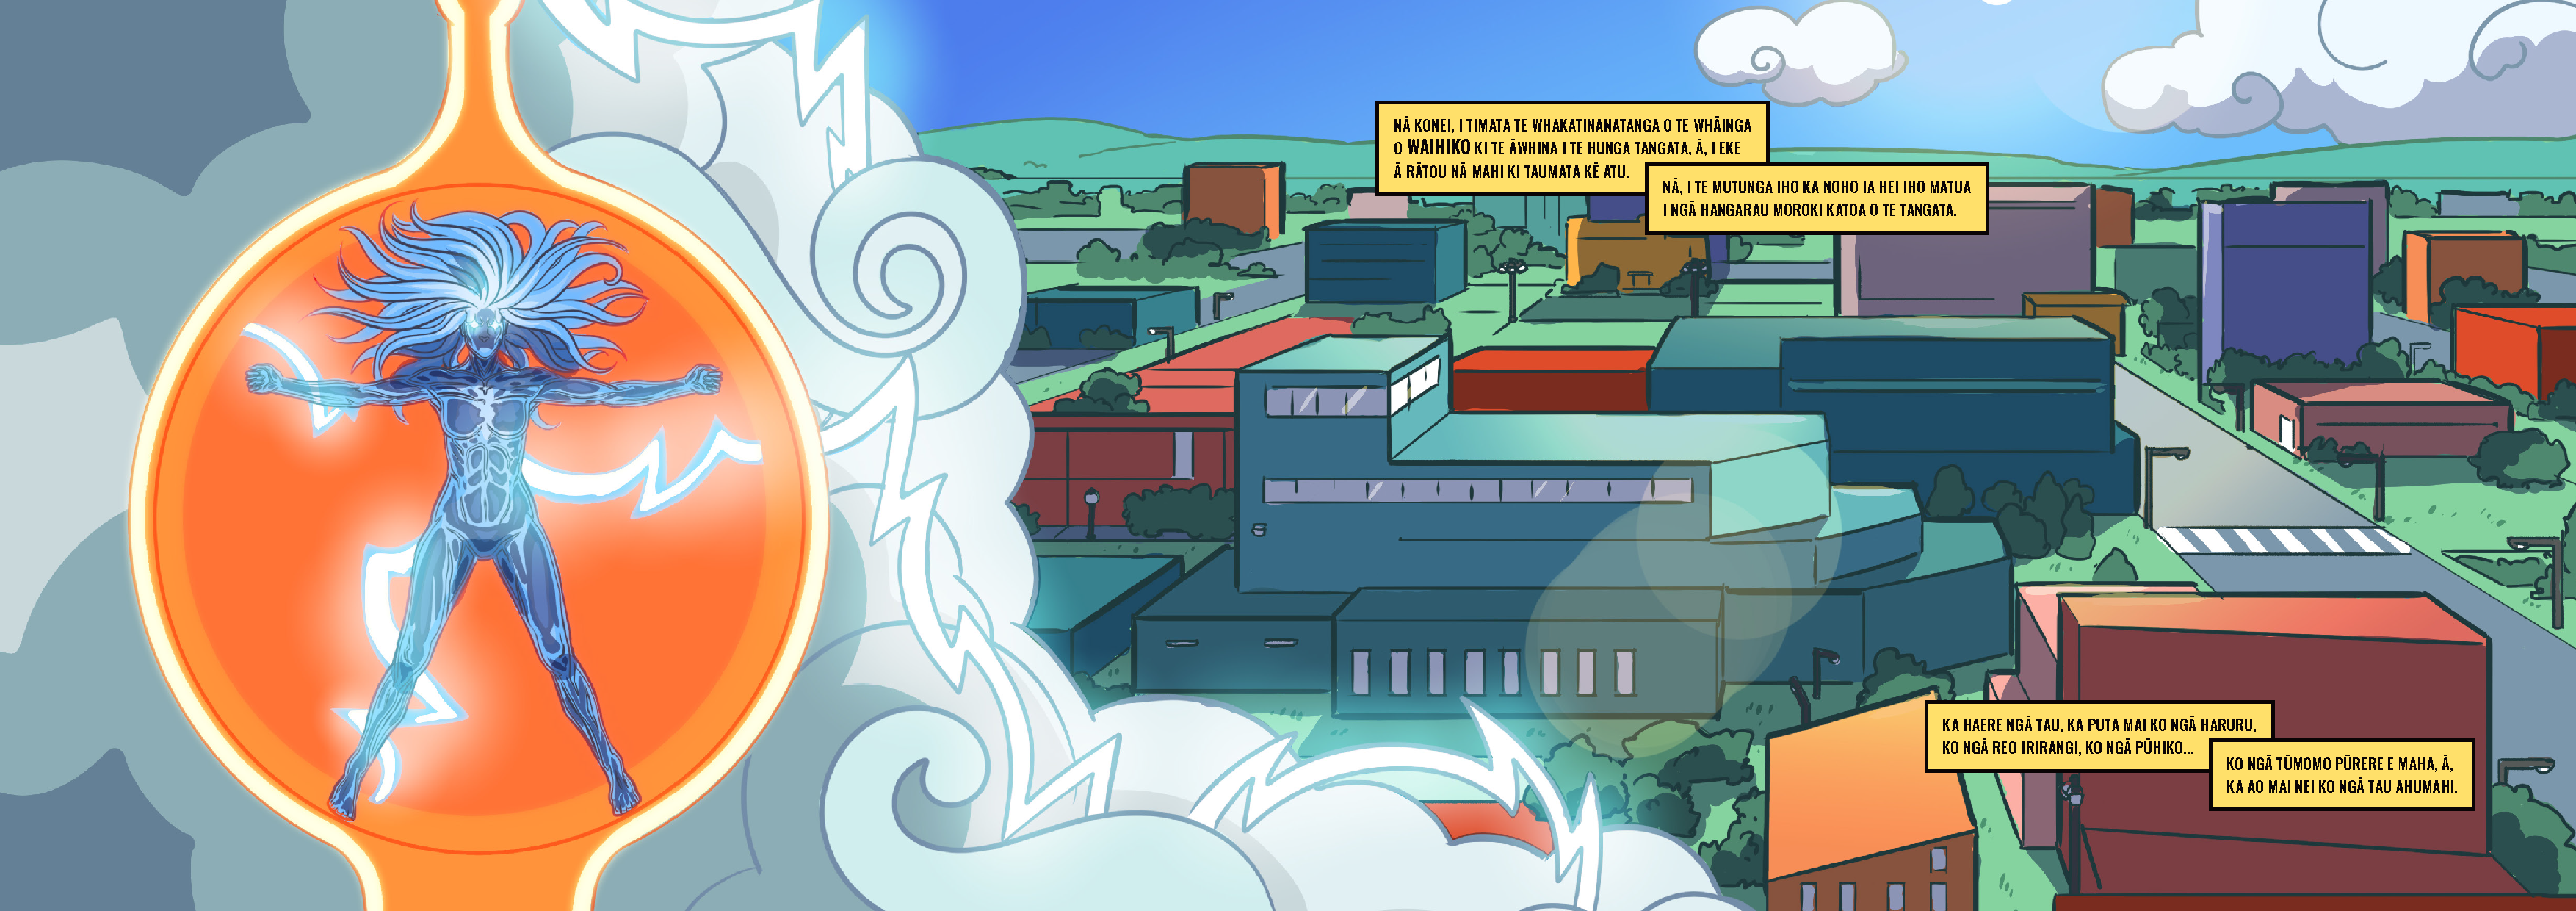 NĀ KONEI, I TIMATA TE WHAKATINANATANGA O TE WHĀINGA
O WAIHIKO KI TE ĀWHINA I TE HUNGA TANGATA, Ā, I EKE
Ā RĀTOU NĀ MAHI KI TAUMATA KĒ ATU.
NĀ, I TE MUTUNGA IHO KA NOHO IA HEI IHO MATUA
I NGĀ HANGARAU MOROKI KATOA O TE TANGATA.
KA HAERE NGĀ TAU, KA PUTA MAI KO NGĀ HARURU,
KO NGĀ REO IRIRANGI, KO NGĀ PŪHIKO...
KO NGĀ TŪMOMO PŪRERE E MAHA, Ā,
KA AO MAI NEI KO NGĀ TAU AHUMAHI.